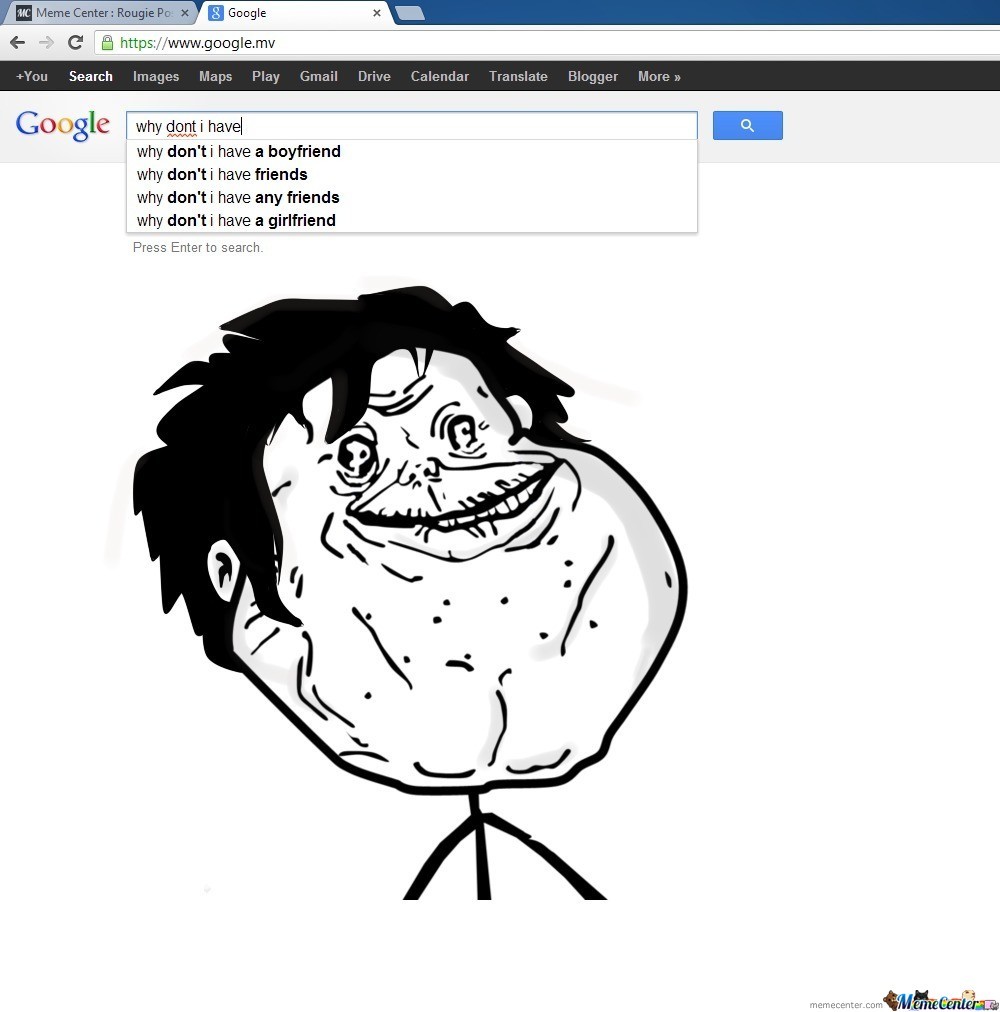 MC Meme Center : Rougie Po
Google
https://www.google.mv
+You Search Images Maps Play Gmail Drive Calendar Translate Blogger More »
Google
why dont i have
why don't i have a boyfriend
why don't i have friends
why don't i have any friends
why don't i have a girlfriend
Press Enter to search.
memecenter.com MemeCenter